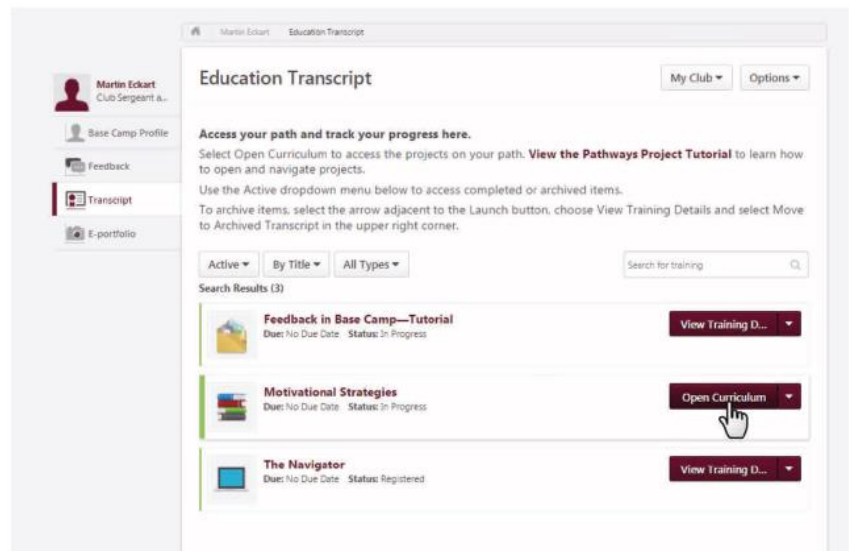 Martin Eckart Education Transcript
Martin Eckart
Club Sergeant a...
Base Camp Profile
Feedback
Transcript
E-portfolio
Education Transcript
My Club
Options
Access your path and track your progress here.
Select Open Curriculum to access the projects on your path. View the Pathways Project Tutorial to learn how
to open and navigate projects.
Use the Active dropdown menu below to access completed or archived items.
To archive items, select the arrow adjacent to the Launch button, choose View Training Details and select Move
to Archived Transcript in the upper right corner.
Active By Title All Types
Search for training
Search Results (3)
Feedback in Base Camp—Tutorial
Due: No Due Date Status: In Progress
View Training D...
Motivational Strategies
Due: No Due Date Status: In Progress
Open Curriculum
The Navigator
Due: No Due Date Status: Registered
View Training D...